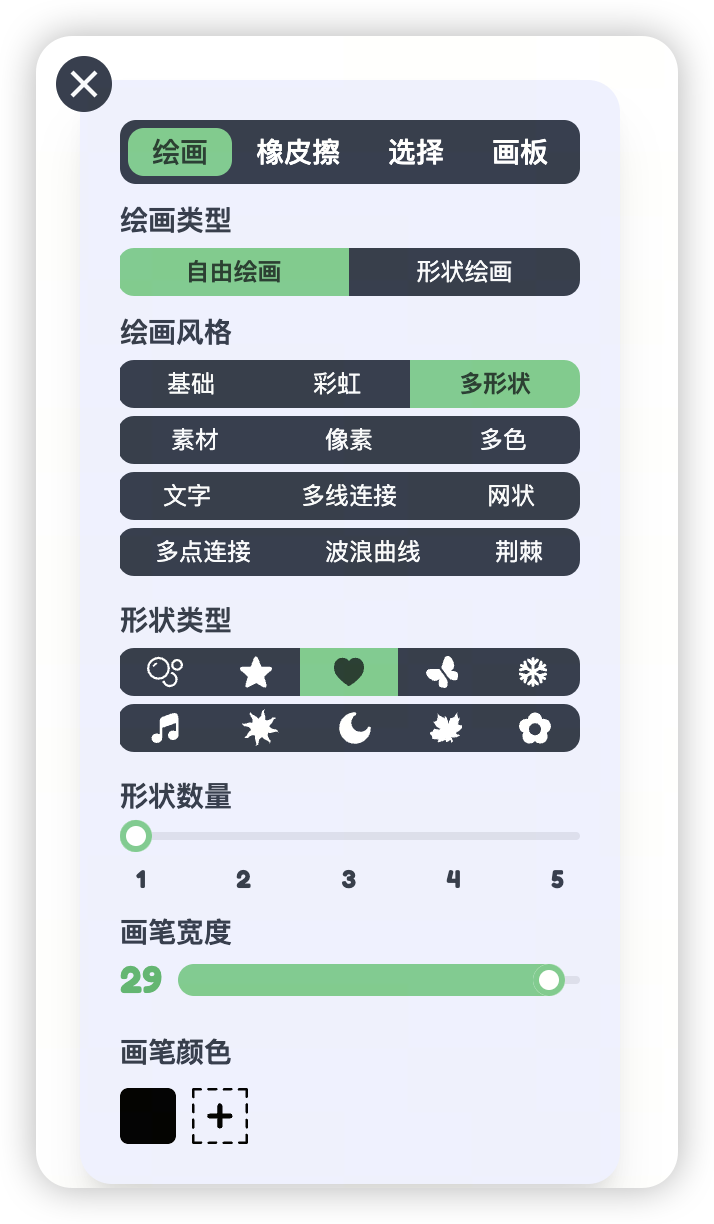 绘画 橡皮擦 选择 画板
绘画类型
自由绘画 形状绘画
绘画风格
基础 彩虹 多形状
素材 像素 多色
文字 多线连接 网状
多点连接 波浪曲线 荆棘
形状类型
形状数量
1 2 3 4 5
画笔宽度
29
画笔颜色